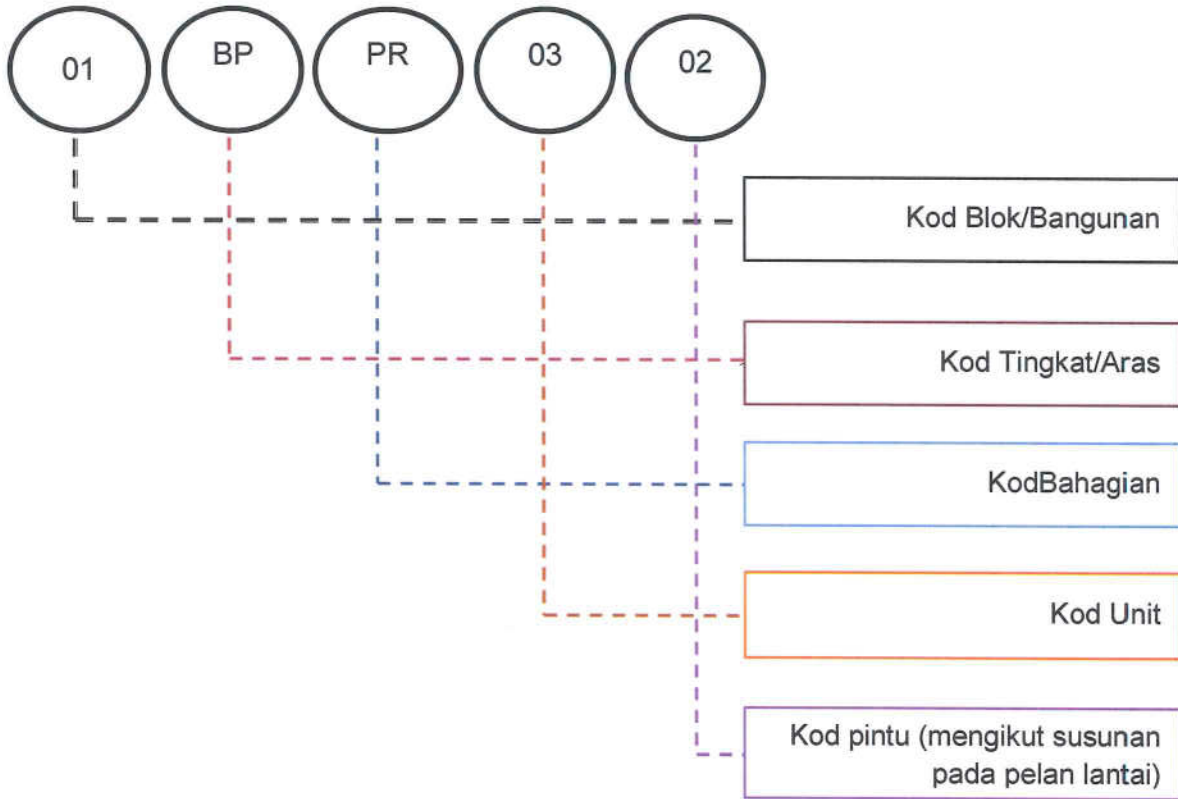 01 BP PR 03 02
Kod Blok/Bangunan
Kod Tingkat/Aras
KodBahagian
Kod Unit
Kod pintu (mengikut susunan
pada pelan lantai)